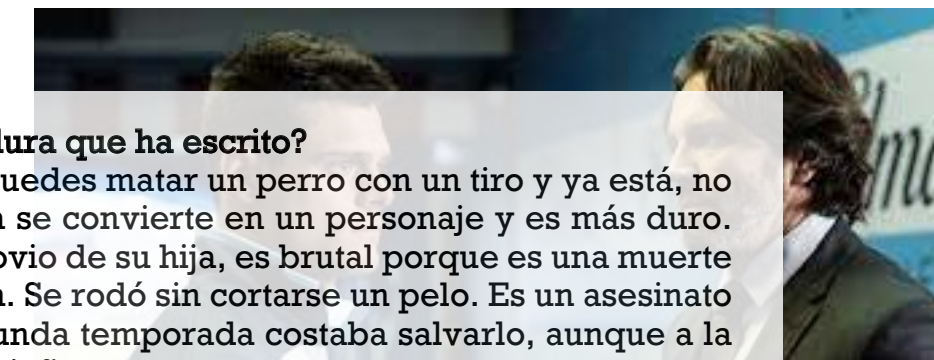 dura que ha escrito?
uedes matar un perro con un tiro y ya está, no
se convierte en un personaje y es más duro.
ovio de su hija, es brutal porque es una muerte
Se rodó sin cortarse un pelo. Es un asesinato
unda temporada costaba salvarlo, aunque a la